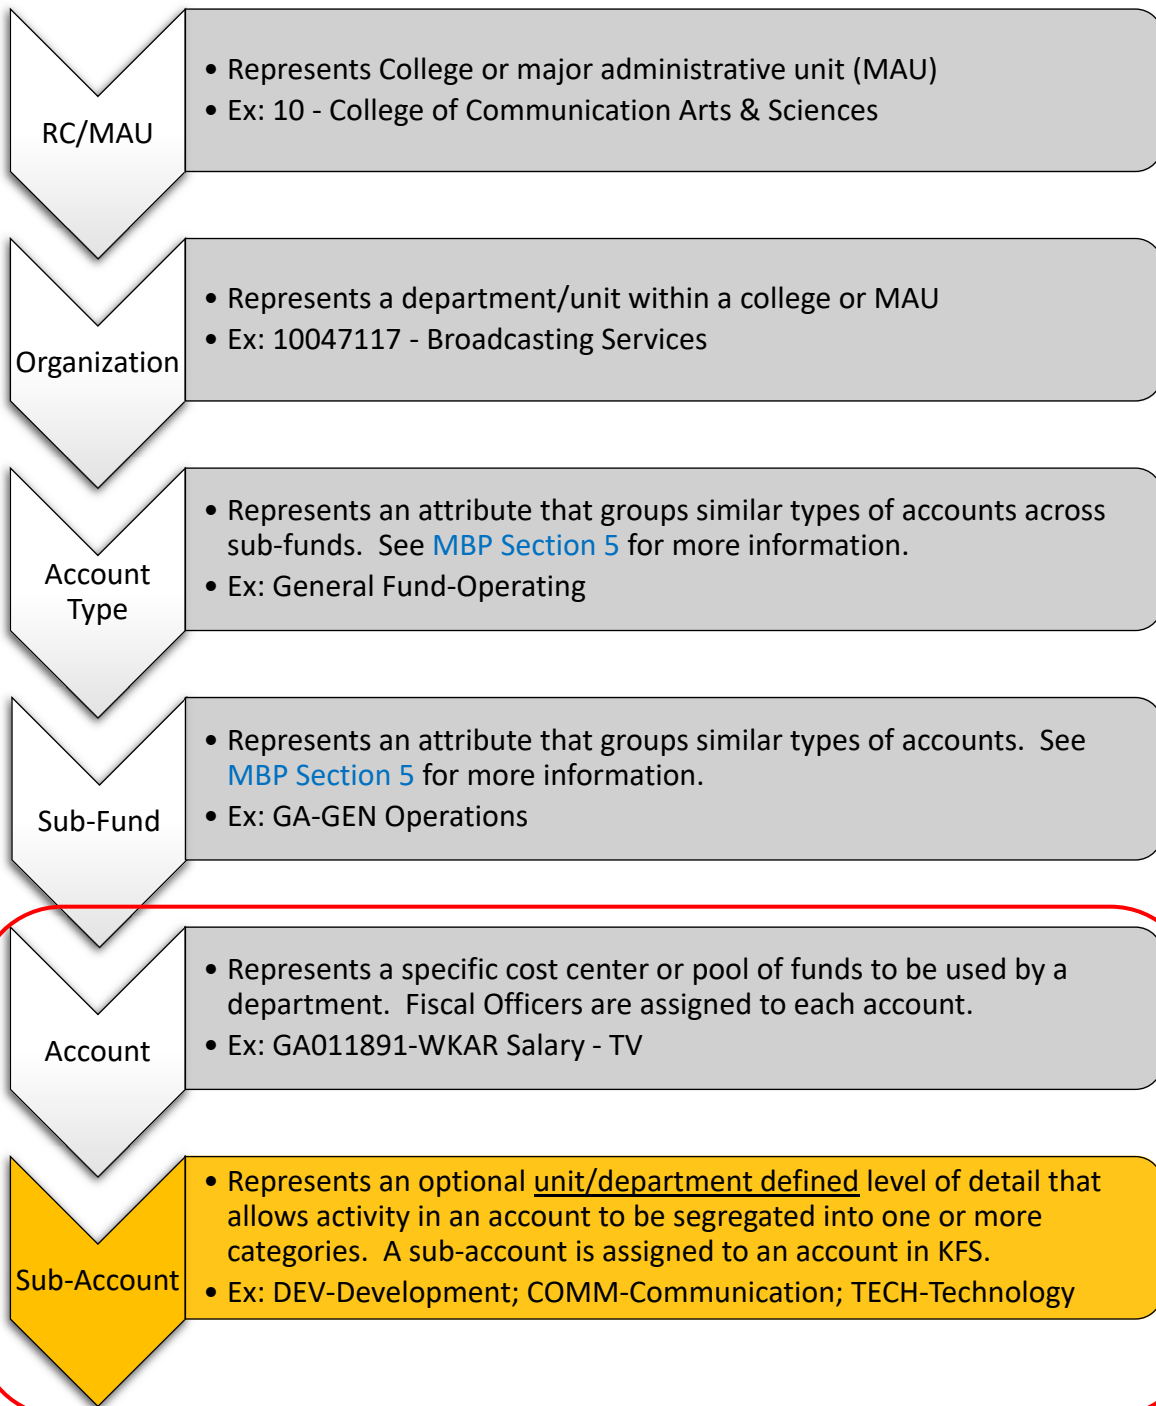 RC/MAU
• Represents College or major administrative unit (MAU)
• Ex: 10 - College of Communication Arts & Sciences
Organization
• Represents a department/unit within a college or MAU
• Ex: 10047117 - Broadcasting Services
Account
Type
• Represents an attribute that groups similar types of accounts across
sub-funds.  See MBP Section 5 for more information.
• Ex: General Fund-Operating
Sub-Fund
• Represents an attribute that groups similar types of accounts.  See
MBP Section 5 for more information.
• Ex: GA-GEN Operations
Account
• Represents a specific cost center or pool of funds to be used by a
department.  Fiscal Officers are assigned to each account.
• Ex: GA011891-WKAR Salary - TV
Sub-Account
• Represents an optional unit/department defined level of detail that
allows activity in an account to be segregated into one or more
categories.  A sub-account is assigned to an account in KFS.
• Ex: DEV-Development; COMM-Communication; TECH-Technology